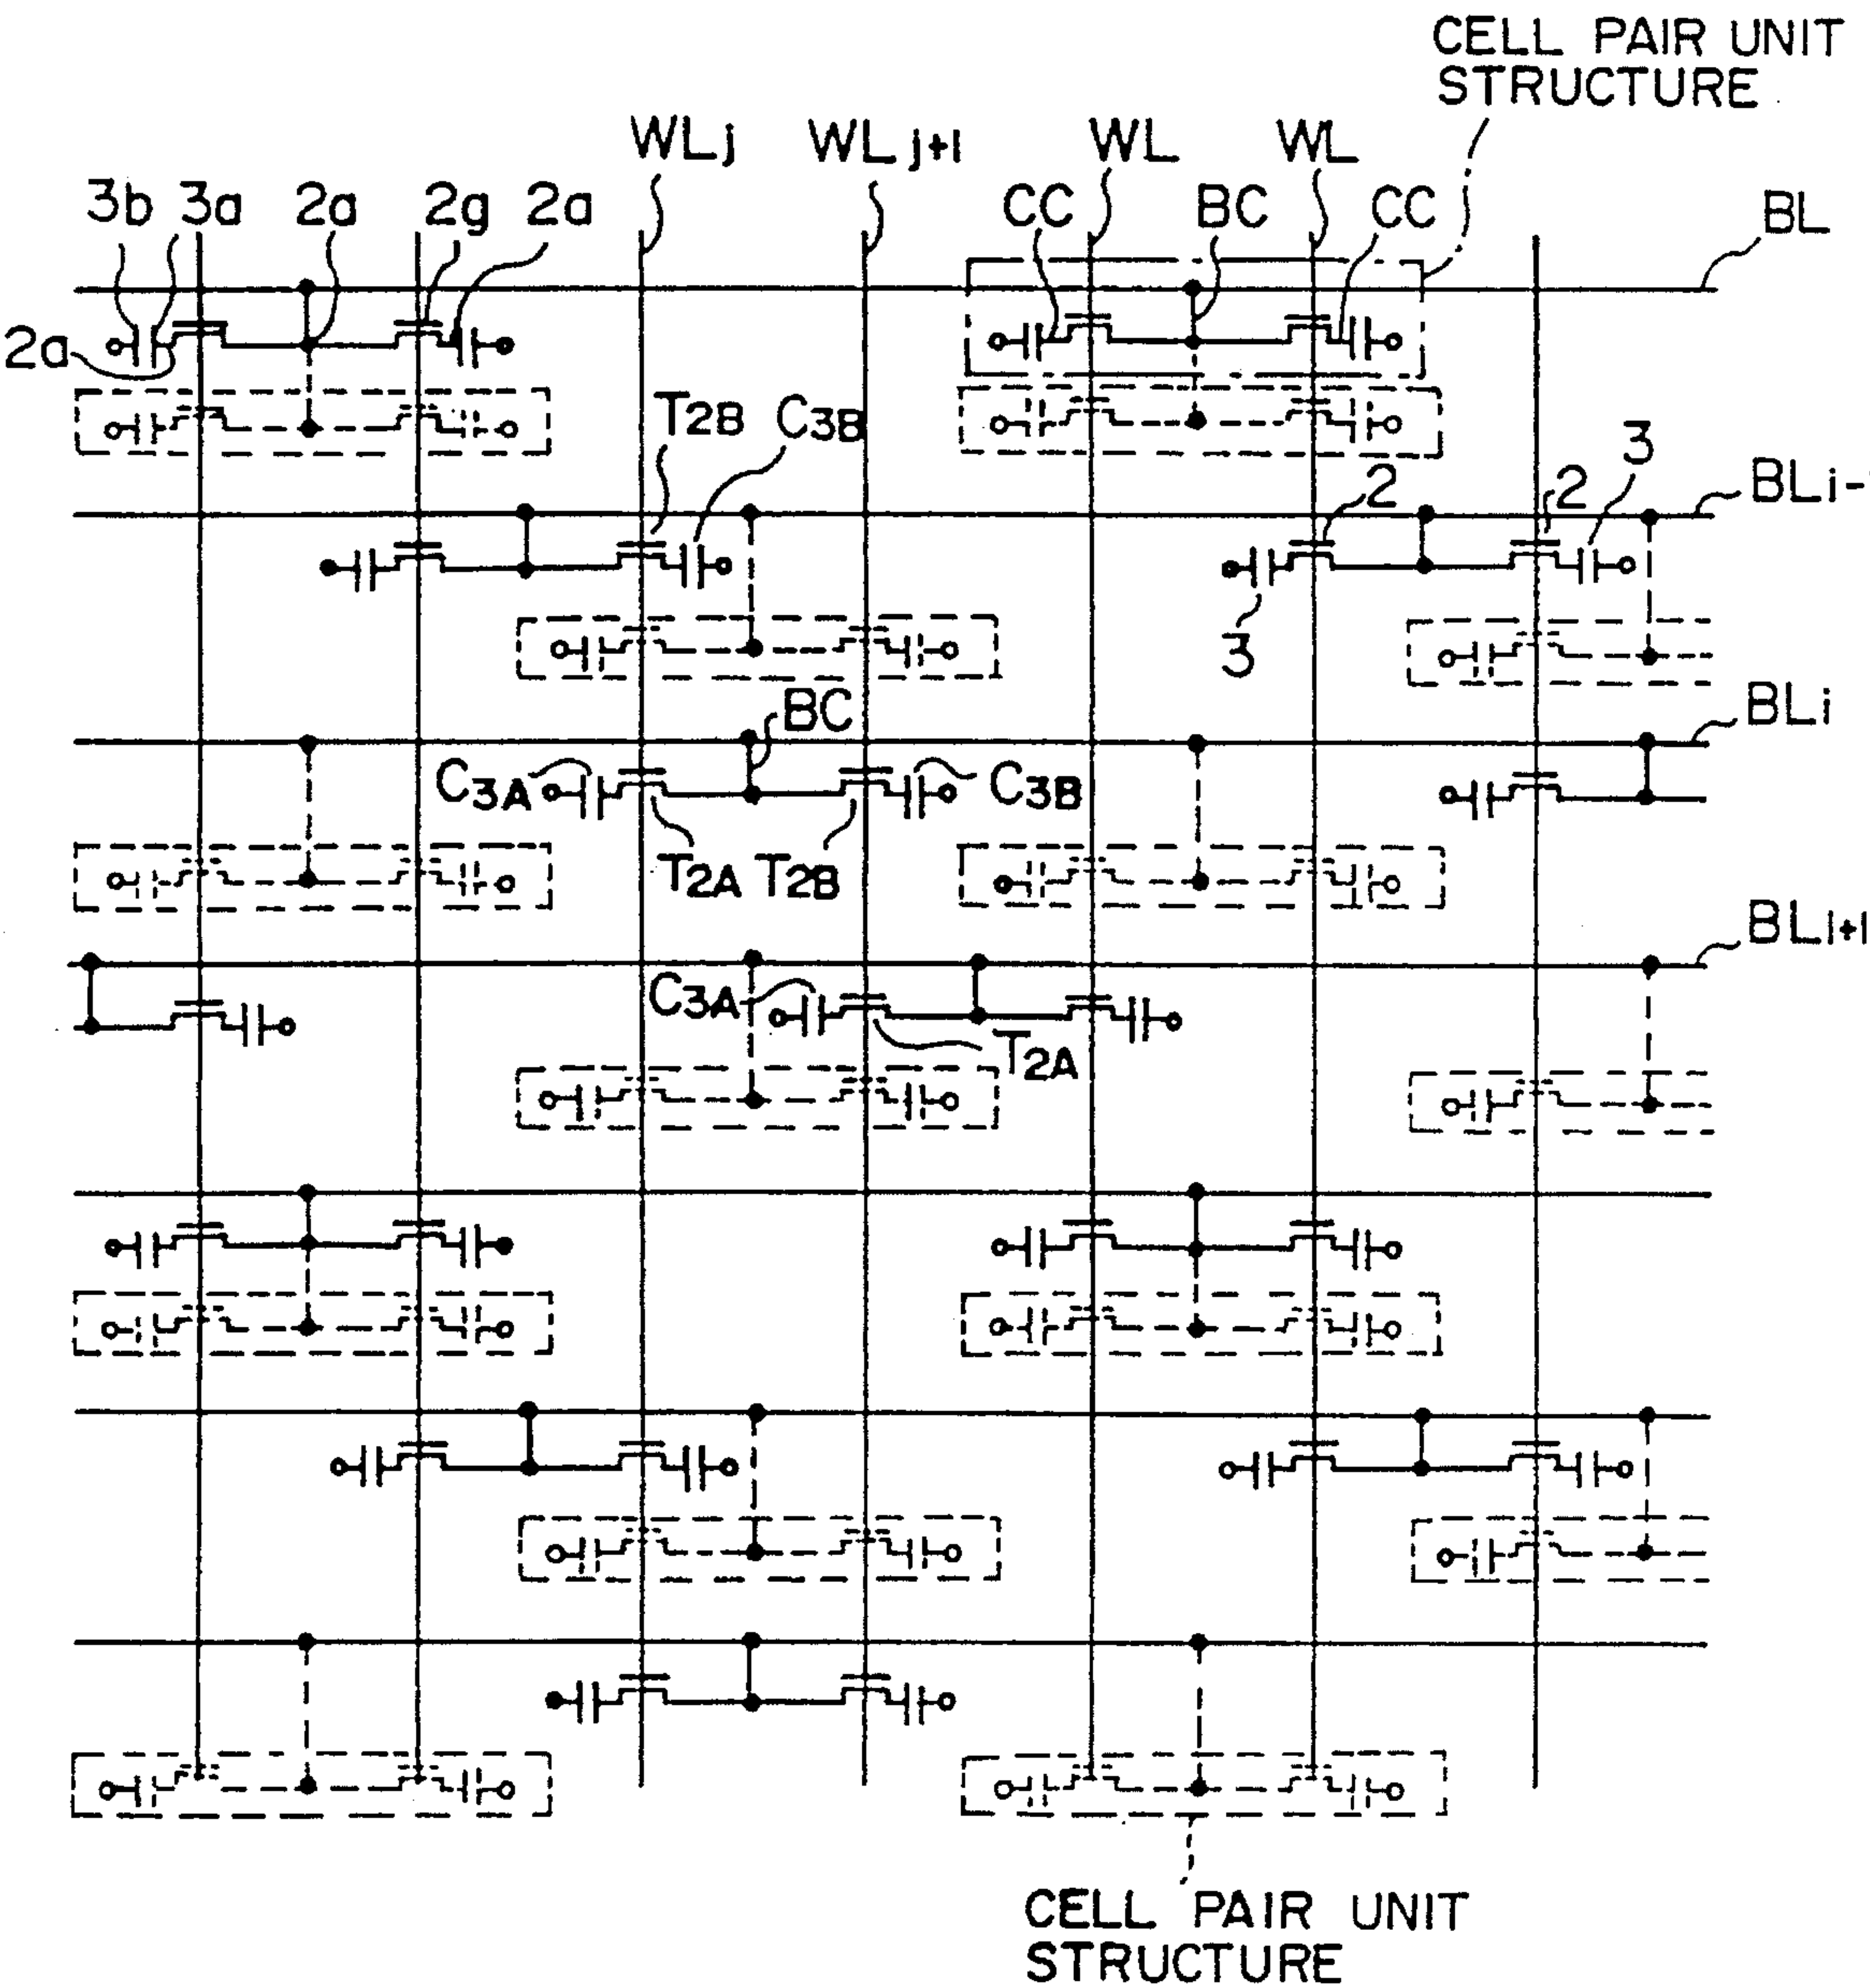 CELL PAIR UNIT
STRUCTURE
WLj
WLj+1
WL
WL
3b
3a
2a
2g
2a
CC
BC
CC
BL
2a
T2B
C3B
3
2
2
BLi-
3
BC
BLi
C3A
C3B
T2A
T2B
BLi+1
C3A
T2A
CELL PAIR UNIT
STRUCTURE